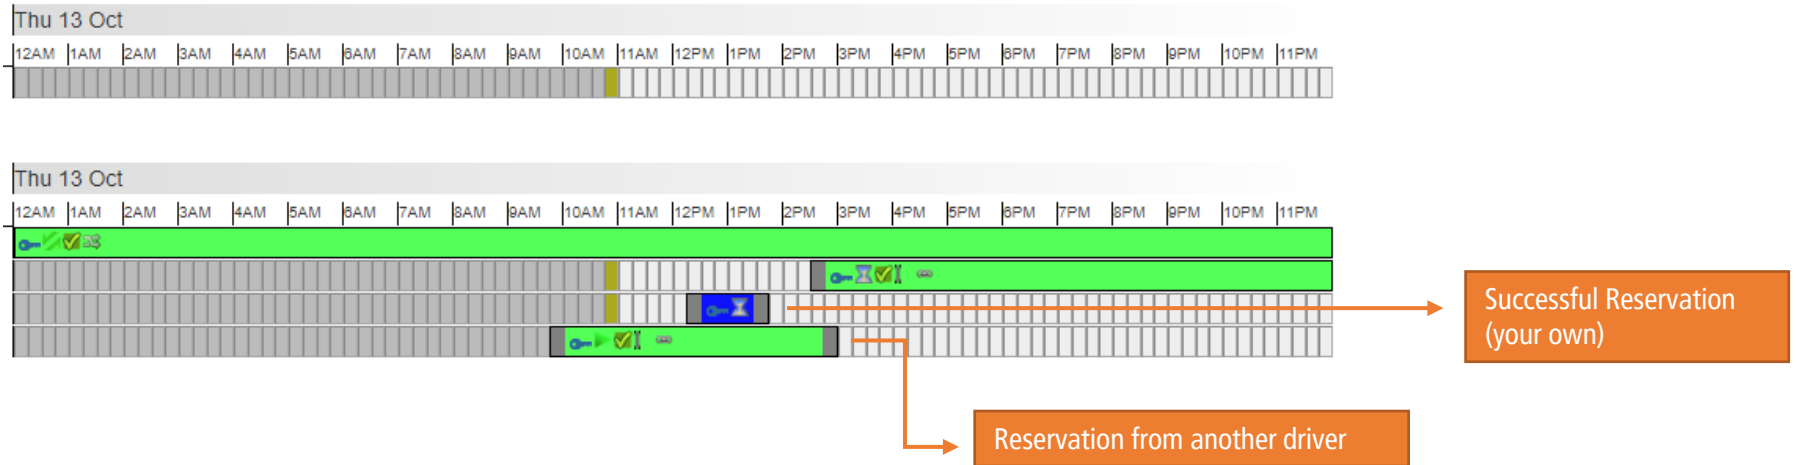 Thu 13 Oct
12AM 1AM 2AM 3AM 4AM 5AM 6AM 7AM 8AM 9AM 10AM 11AM 12PM 1PM 2PM 3PM 4PM 5PM 6PM 7PM 8PM 9PM 10PM 11PM
Thu 13 Oct
12AM 1AM 2AM 3AM 4AM 5AM 6AM 7AM 8AM 9AM 10AM 11AM 12PM 1PM 2PM 3PM 4PM 5PM 6PM 7PM 8PM 9PM 10PM 11PM
Successful Reservation
(your own)
Reservation from another driver